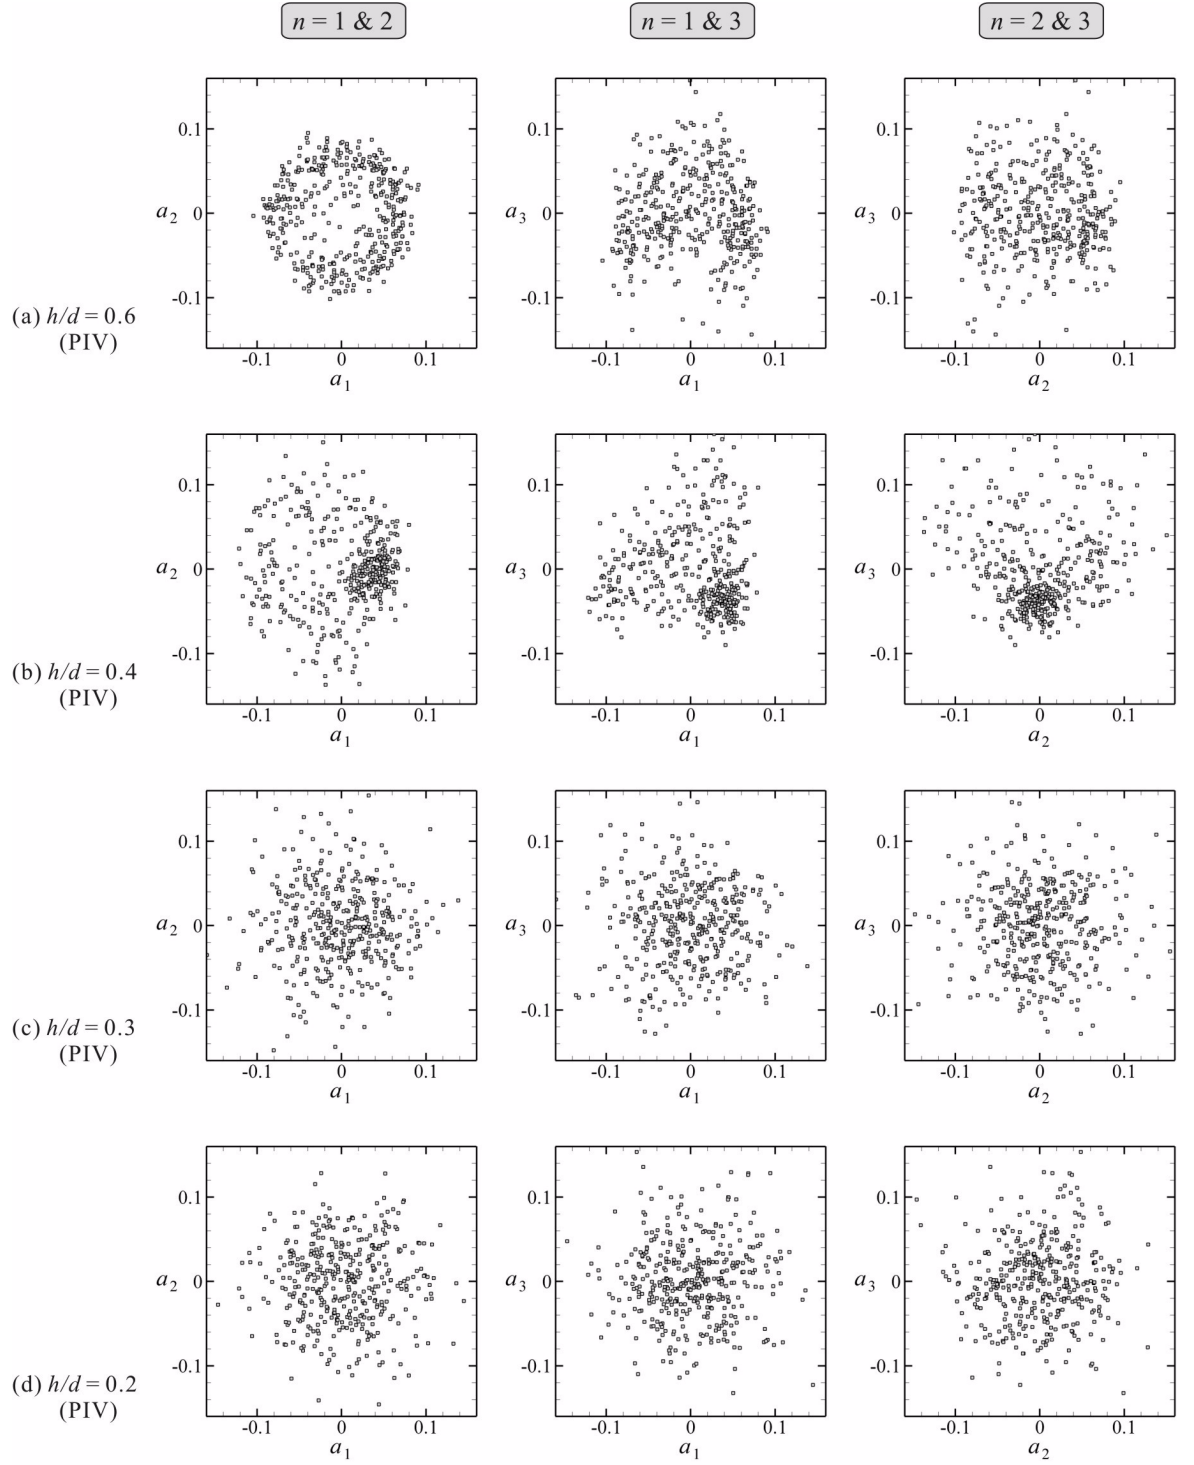 n = 1 & 2
n = 1 & 3
n = 2 & 3
0.1
a2
0
-0.1
-0.1
0
0.1
a1
0.1
a3
0
-0.1
-0.1
0
0.1
a1
0.1
a3
0
-0.1
-0.1
0
0.1
a2
(a) h/d = 0.6
(PIV)
0.1
a2
0
-0.1
-0.1
0
0.1
a1
0.1
a3
0
-0.1
-0.1
0
0.1
a1
0.1
a3
0
-0.1
-0.1
0
0.1
a2
(b) h/d = 0.4
(PIV)
0.1
a2
0
-0.1
-0.1
0
0.1
a1
0.1
a3
0
-0.1
-0.1
0
0.1
a1
0.1
a3
0
-0.1
-0.1
0
0.1
a2
(c) h/d = 0.3
(PIV)
0.1
a2
0
-0.1
-0.1
0
0.1
a1
0.1
a3
0
-0.1
-0.1
0
0.1
a1
0.1
a3
0
-0.1
-0.1
0
0.1
a2
(d) h/d = 0.2
(PIV)